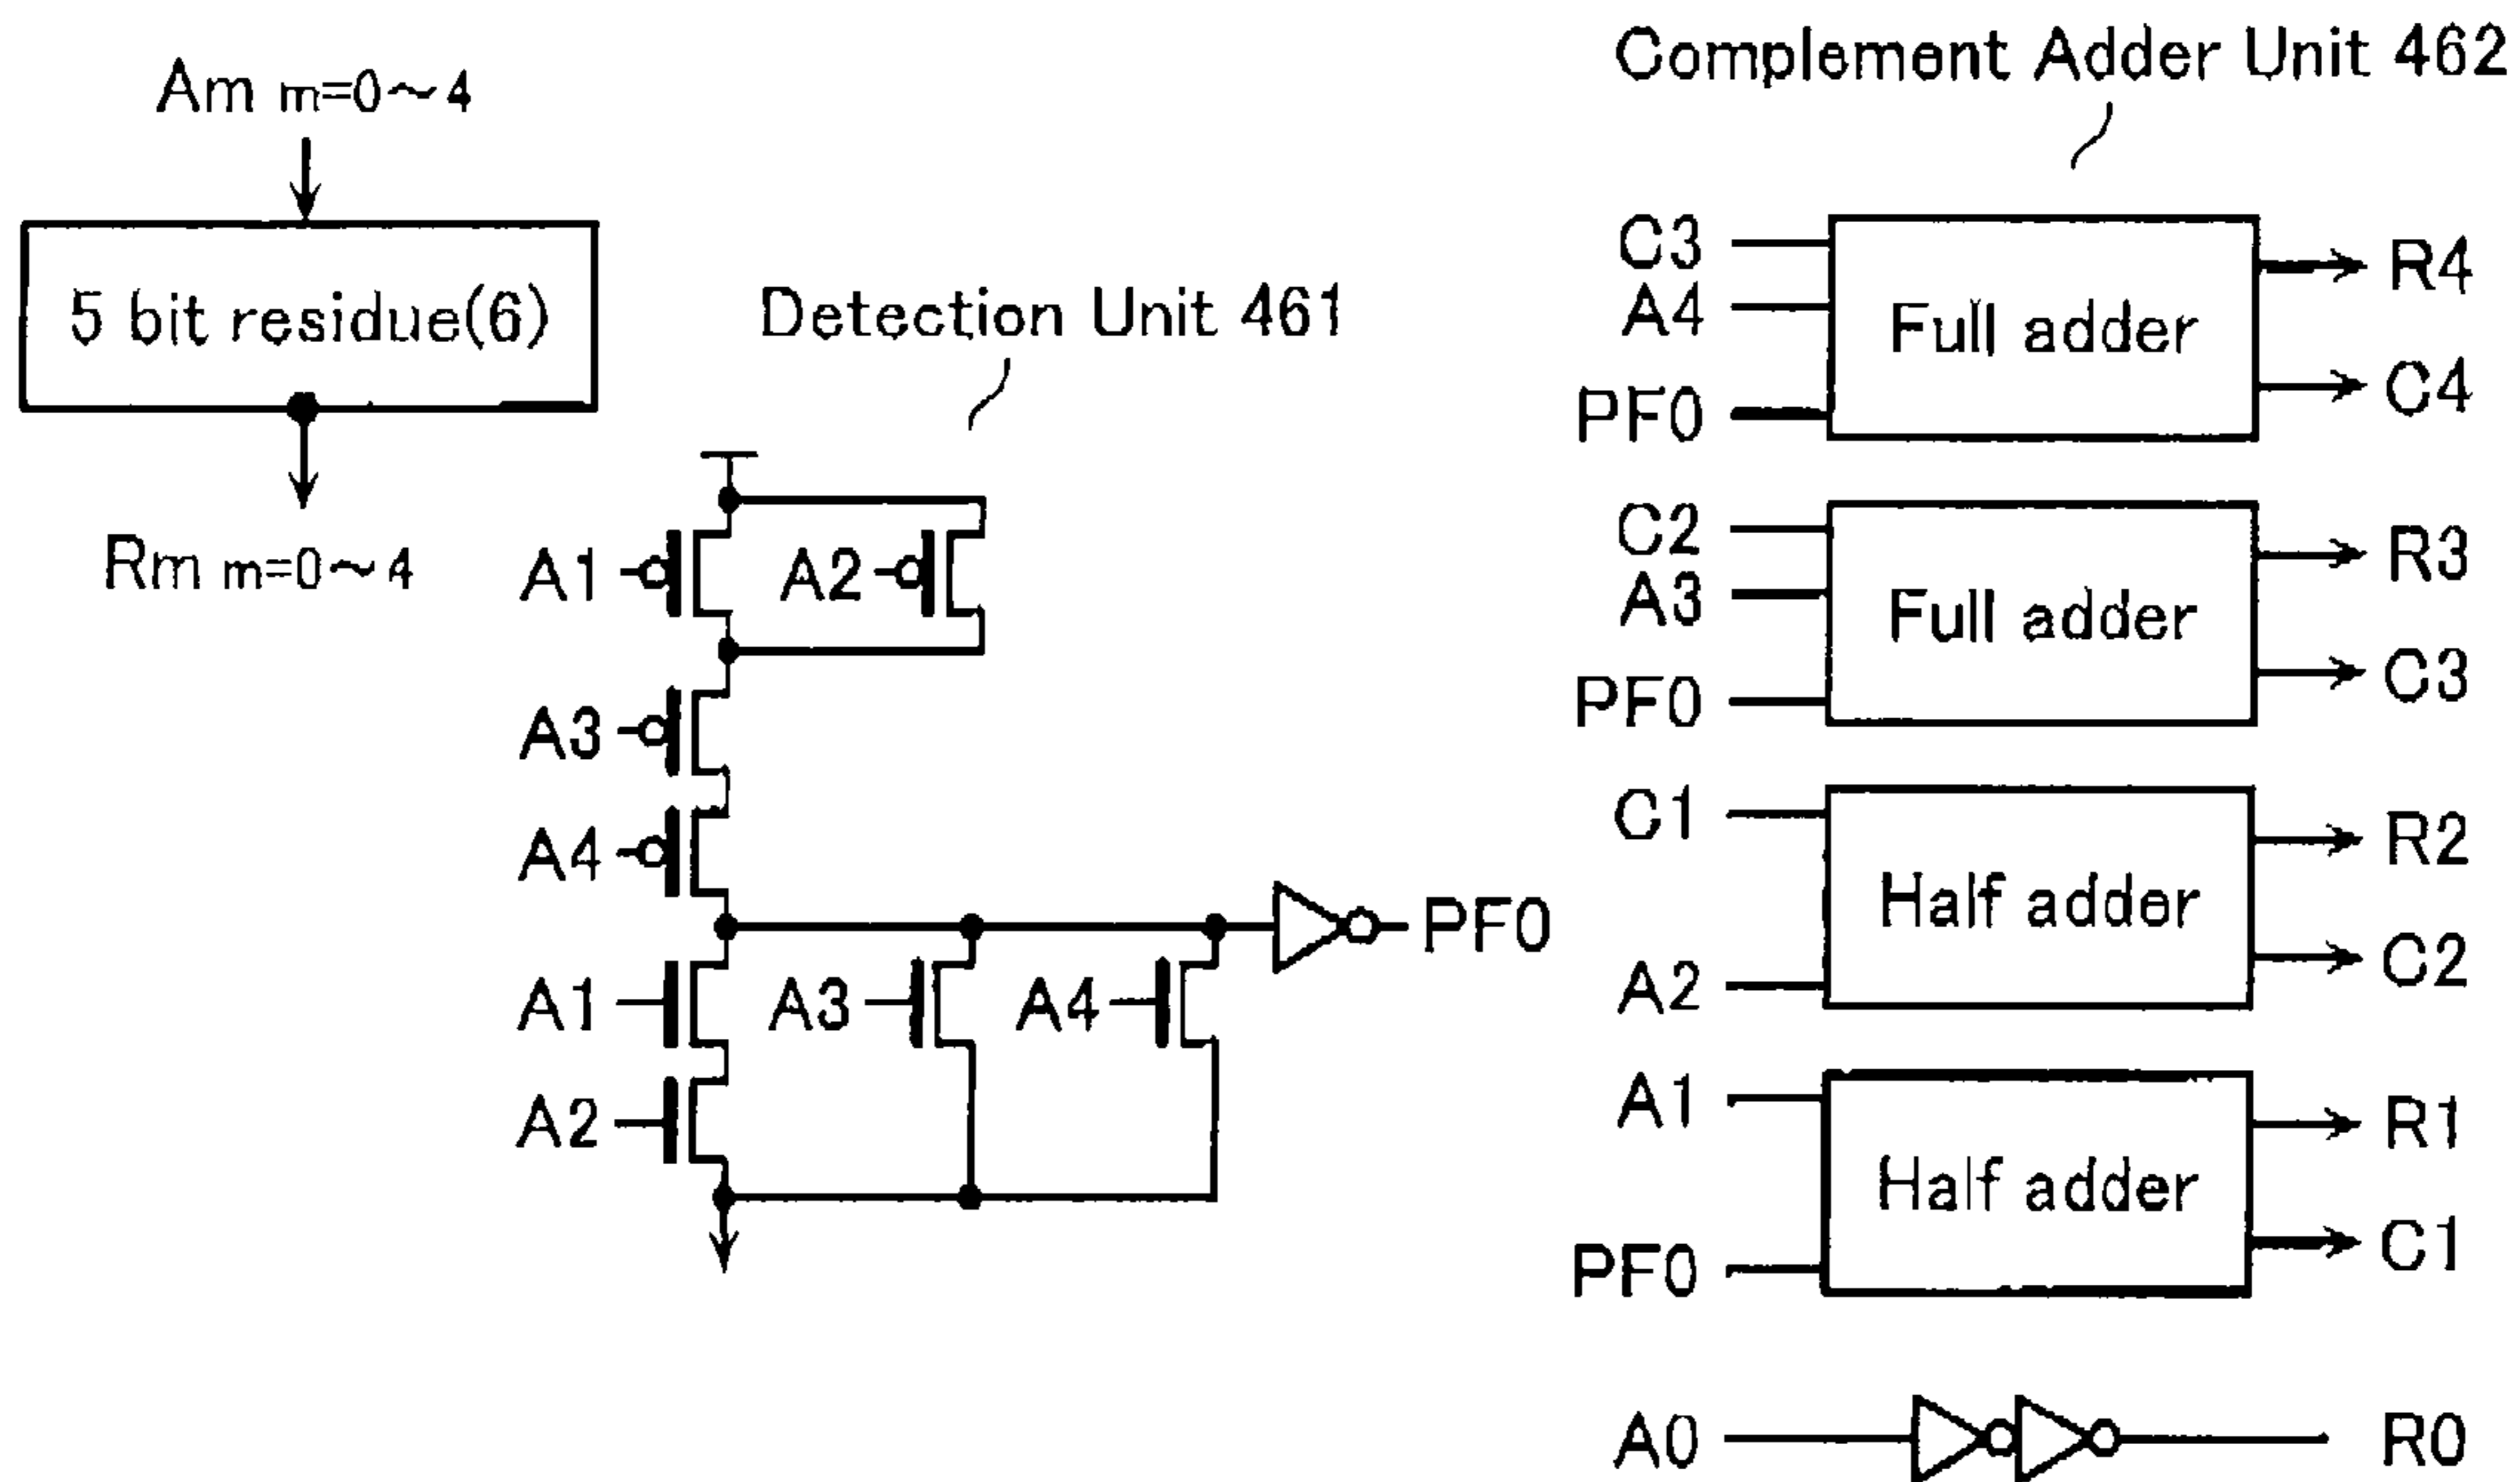 Am m=0～4
5 bit residue(6)
Rm m=0～4
Detection Unit 461
A1
A2
A3
A4
A1
A3
A4
A2
PF0
Complement Adder Unit 462
C3
A4
PF0
Full adder
R4
C4
C2
A3
PF0
Full adder
R3
C3
C1
A2
Half adder
R2
C2
A1
PF0
Half adder
R1
C1
A0
R0